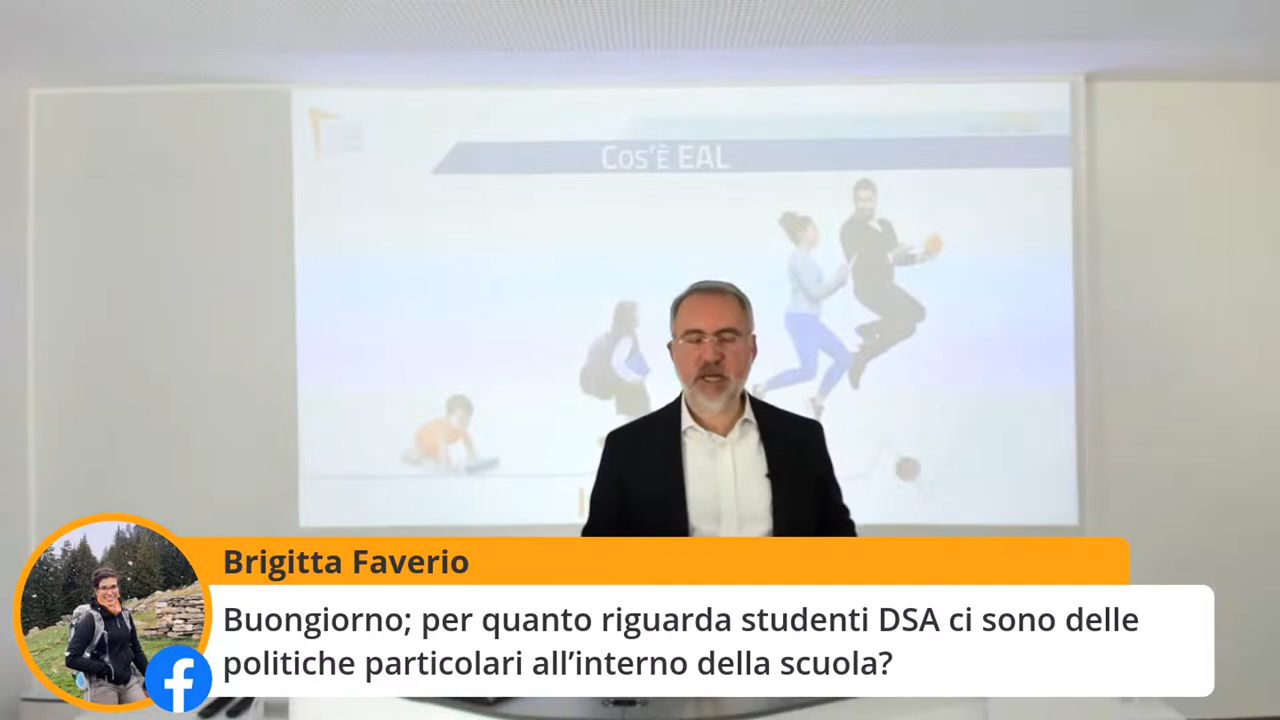 Cos'È EAL
Brigitta Faverio
Buongiorno; per quanto riguarda studenti DSA ci sono delle
politiche particolari all’interno della scuola?